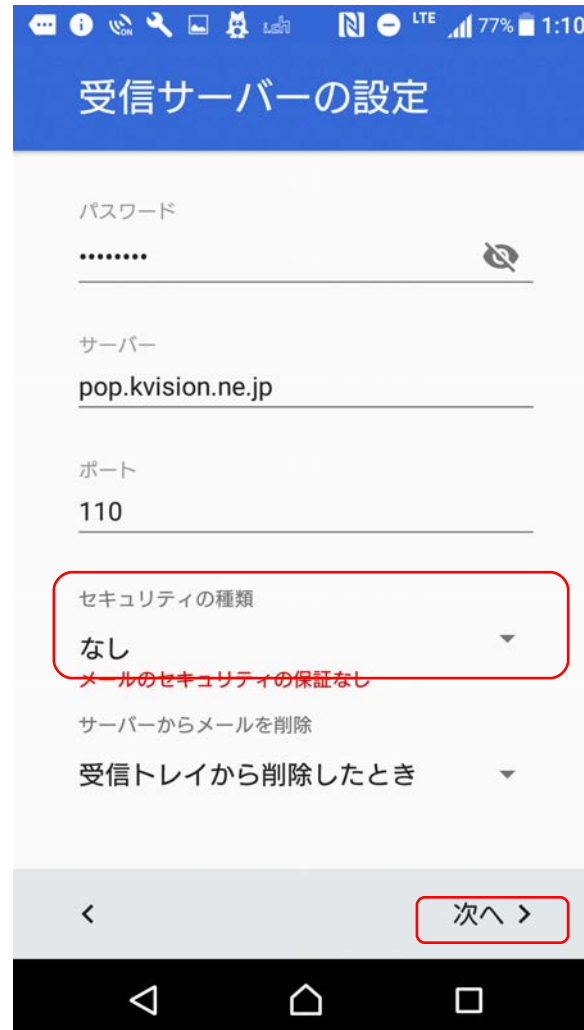 LTE 77% 1:10
受信サーバーの設定
パスワード
••••••••
サーバー
pop.kvision.ne.jp
ポート
110
セキュリティの種類
なし
メールのセキュリティの保証なし
サーバーからメールを削除
受信トレイから削除したとき
次へ